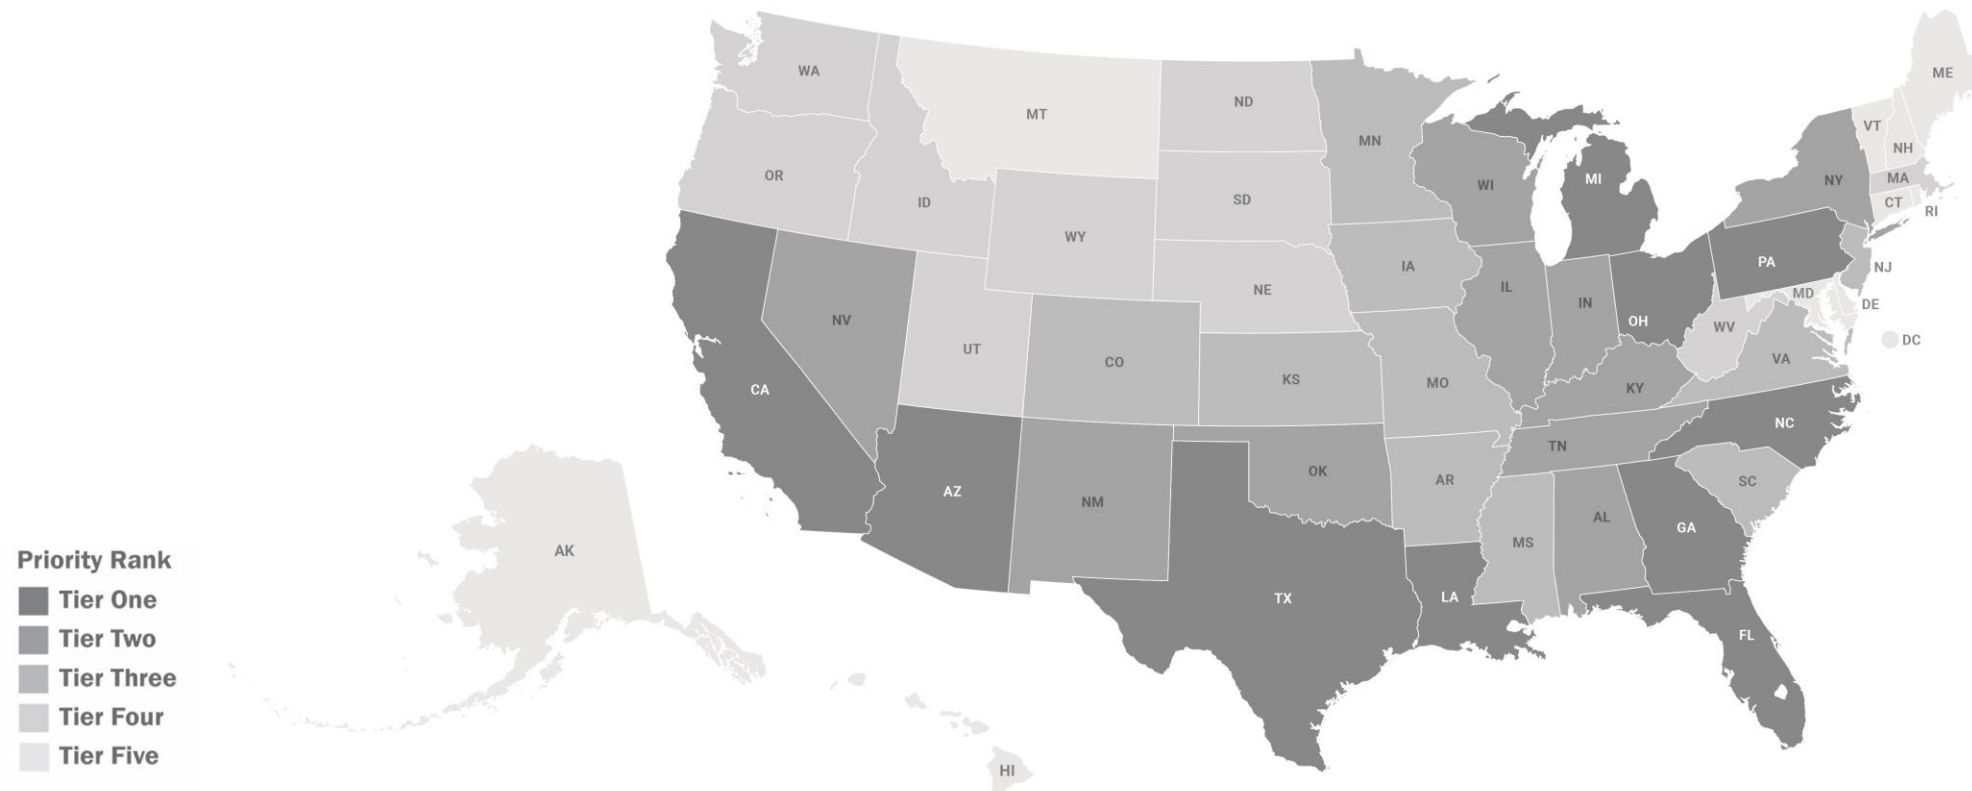 WA
MT
ND
MN
OR
ID
SD
WY
WI
MI
NY
VT
NH
ME
MA
CT
RI
IA
NE
PA
NJ
NV
UT
CO
IL
IN
OH
MD
DE
WV
DC
CA
KS
MO
KY
VA
AZ
NM
OK
AR
TN
NC
SC
MS
AL
GA
AK
TX
LA
FL
HI
Priority Rank
Tier One
Tier Two
Tier Three
Tier Four
Tier Five